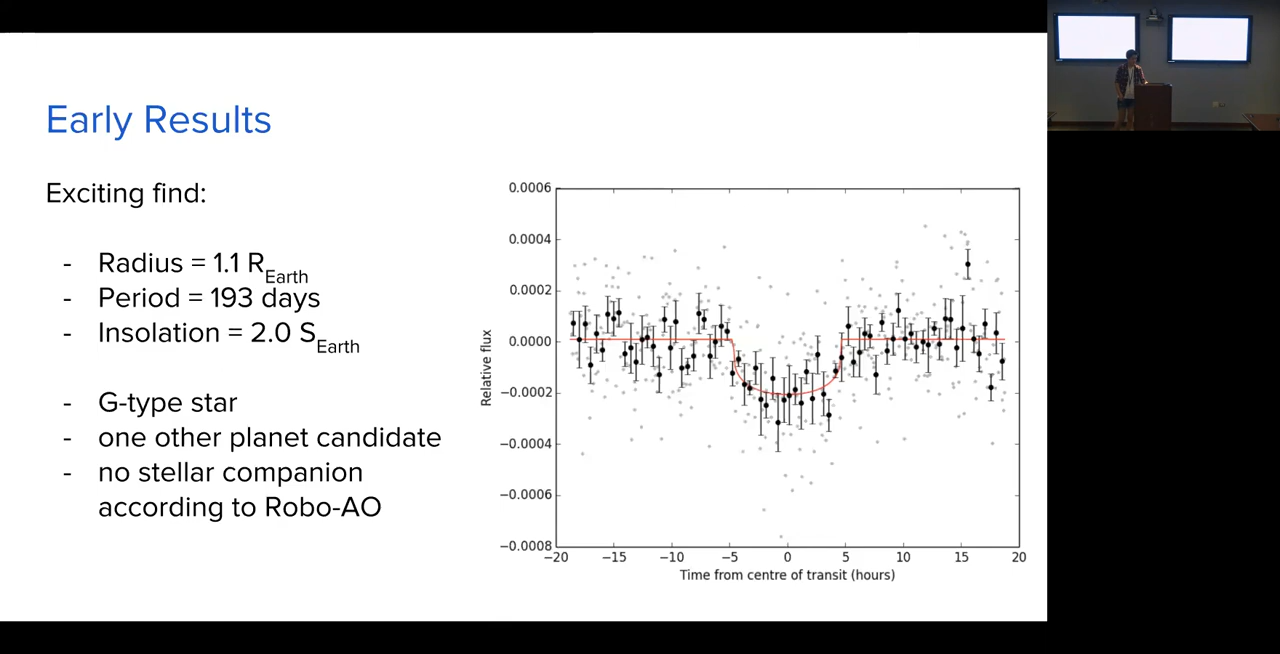 Early Results
Exciting find:
- Radius = 1.1 R_Earth
- Period = 193 days
- Insolation = 2.0 S_Earth
- G-type star
- one other planet candidate
- no stellar companion
according to Robo-AO
0.0006
0.0004
0.0002
0.0000
−0.0002
−0.0004
−0.0006
−0.0008
Relative flux
−20 −15 −10 −5 0 5 10 15 20
Time from centre of transit (hours)